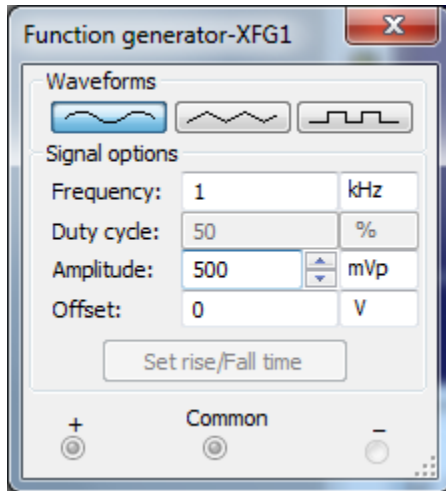 Function generator-XFG1
Waveforms
Signal options
Frequency: 1 kHz
Duty cycle: 50 %
Amplitude: 500 mVp
Offset: 0 V
Set rise/Fall time
+ Common −